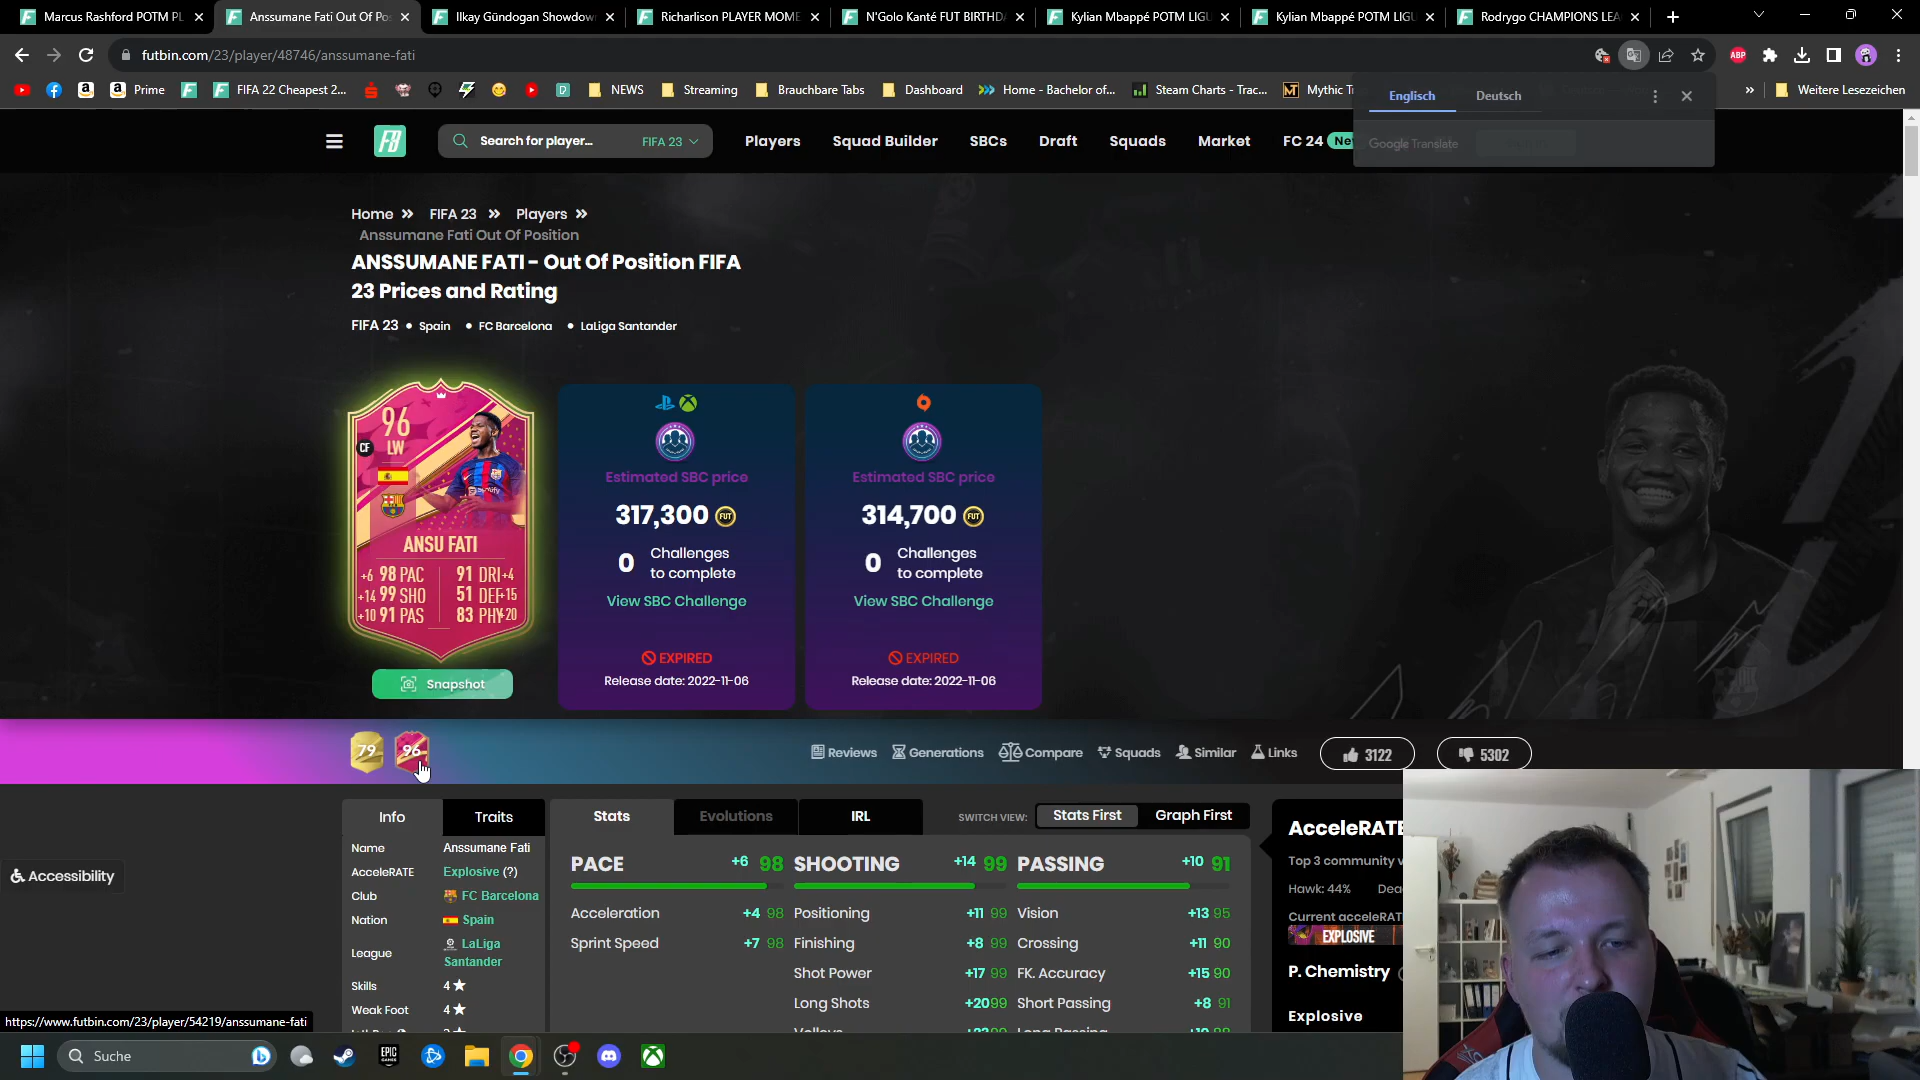 Marcus Rashford POTM PL
Anssumane Fati Out Of Po
Ilkay Gündogan Showdown
Richarlison PLAYER MOME
N'Golo Kanté FUT BIRTHD
Kylian Mbappé POTM LIGU
Kylian Mbappé POTM LIGU
Rodrygo CHAMPIONS LEA
futbin.com/23/player/48746/anssumane-fati
ABP
Prime
FIFA 22 Cheapest 2...
NEWS
Streaming
Brauchbare Tabs
Dashboard
Home - Bachelor of...
Steam Charts - Trac...
Mythic Tr
Weitere Lesezeichen
Englisch
Deutsch
Google Translate
FB
Search for player...
FIFA 23
Players
Squad Builder
SBCs
Draft
Squads
Market
FC 24
Ne
Home » FIFA 23 » Players »
Anssumane Fati Out Of Position
ANSSUMANE FATI - Out Of Position FIFA
23 Prices and Rating
FIFA 23 • Spain • FC Barcelona • LaLiga Santander
96
LW
CF
ANSU FATI
+6 98 PAC 91 DRI +4
+14 99 SHO 51 DEF +15
+10 91 PAS 83 PHY +20
Snapshot
Estimated SBC price
317,300 FUT
0 Challenges
to complete
View SBC Challenge
EXPIRED
Release date: 2022-11-06
Estimated SBC price
314,700 FUT
0 Challenges
to complete
View SBC Challenge
EXPIRED
Release date: 2022-11-06
79
96
Reviews
Generations
Compare
Squads
Similar
Links
3122
5302
Info
Traits
Stats
Evolutions
IRL
SWITCH VIEW:
Stats First
Graph First
Name Anssumane Fati
AcceleRATE Explosive (?)
Club FC Barcelona
Nation Spain
League LaLiga
Santander
Skills 4★
Weak Foot 4★
PACE +6 98
Acceleration +4 98
Sprint Speed +7 98
SHOOTING +14 99
Positioning +11 99
Finishing +8 99
Shot Power +17 99
Long Shots +20 99
PASSING +10 91
Vision +13 95
Crossing +11 90
FK. Accuracy +15 90
Short Passing +8 91
AcceleRATE
Top 3 community v
Hawk: 44% Dea
Current acceleRAT
EXPLOSIVE
P. Chemistry
Explosive
Accessibility
https://www.futbin.com/23/player/54219/anssumane-fati
Suche
EPIC
GAMES